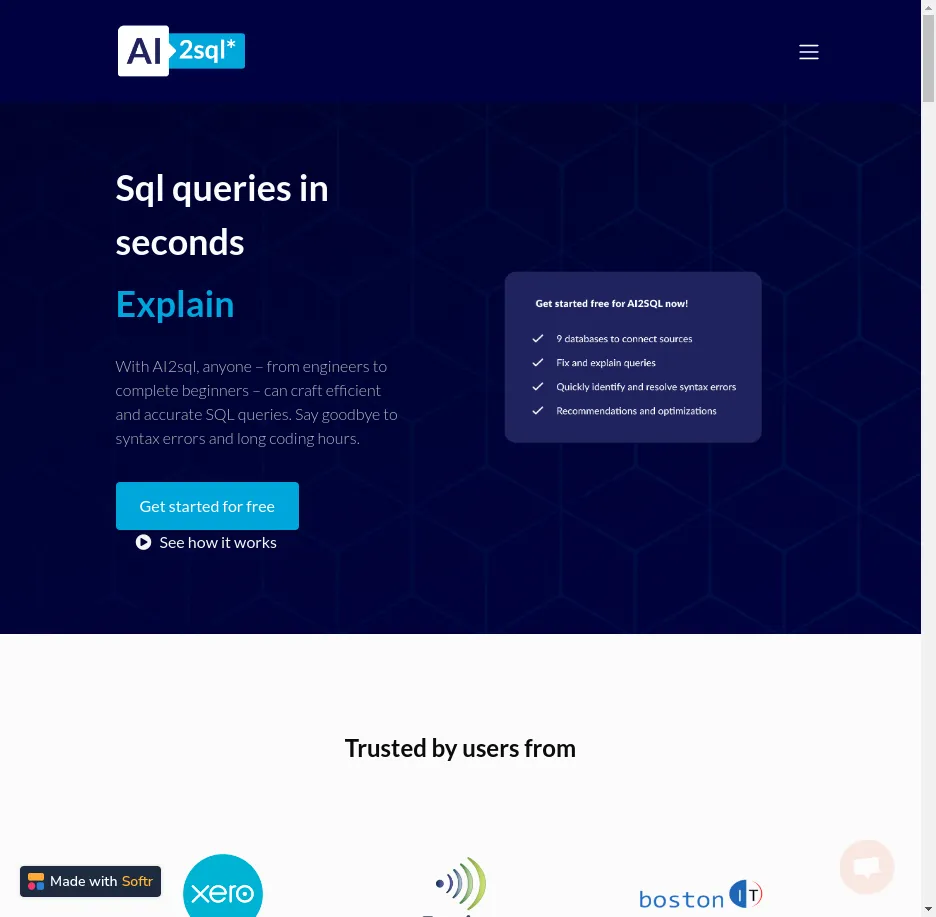 AI 2sql*
Sql queries in
seconds
Explain
With AI2sql, anyone – from engineers to
complete beginners – can craft efficient
and accurate SQL queries. Say goodbye to
syntax errors and long coding hours.
Get started for free
See how it works
Get started free for AI2SQL now!
9 databases to connect sources
Fix and explain queries
Quickly identify and resolve syntax errors
Recommendations and optimizations
Trusted by users from
xero
boston IT
Made with Softr